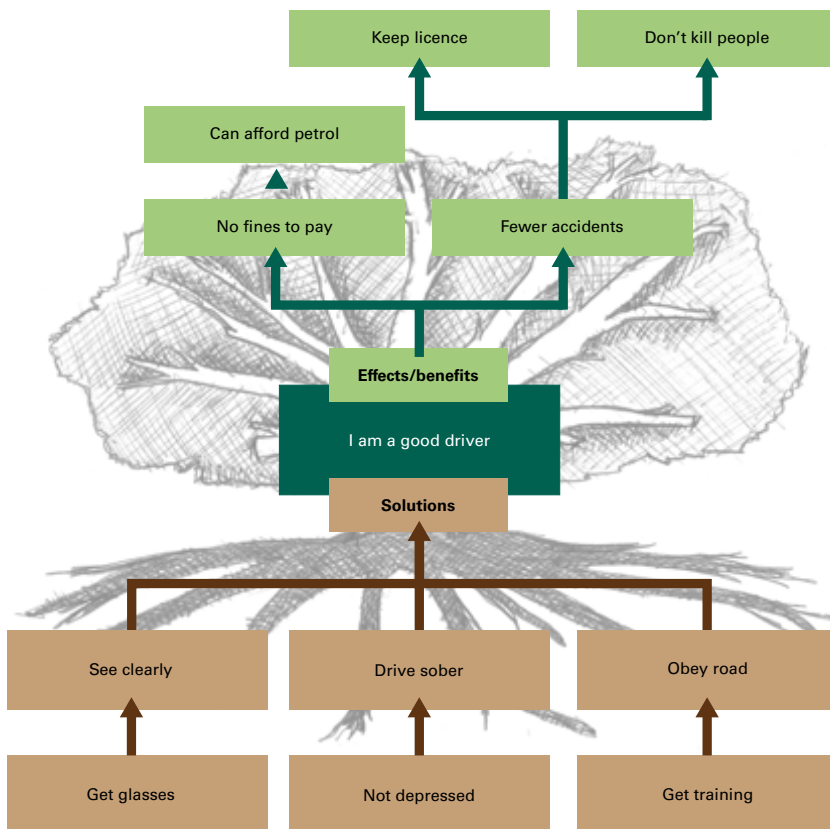 Keep licence
Don't kill people
Can afford petrol
No fines to pay
Fewer accidents
Effects/benefits
I am a good driver
Solutions
See clearly
Drive sober
Obey road
Get glasses
Not depressed
Get training